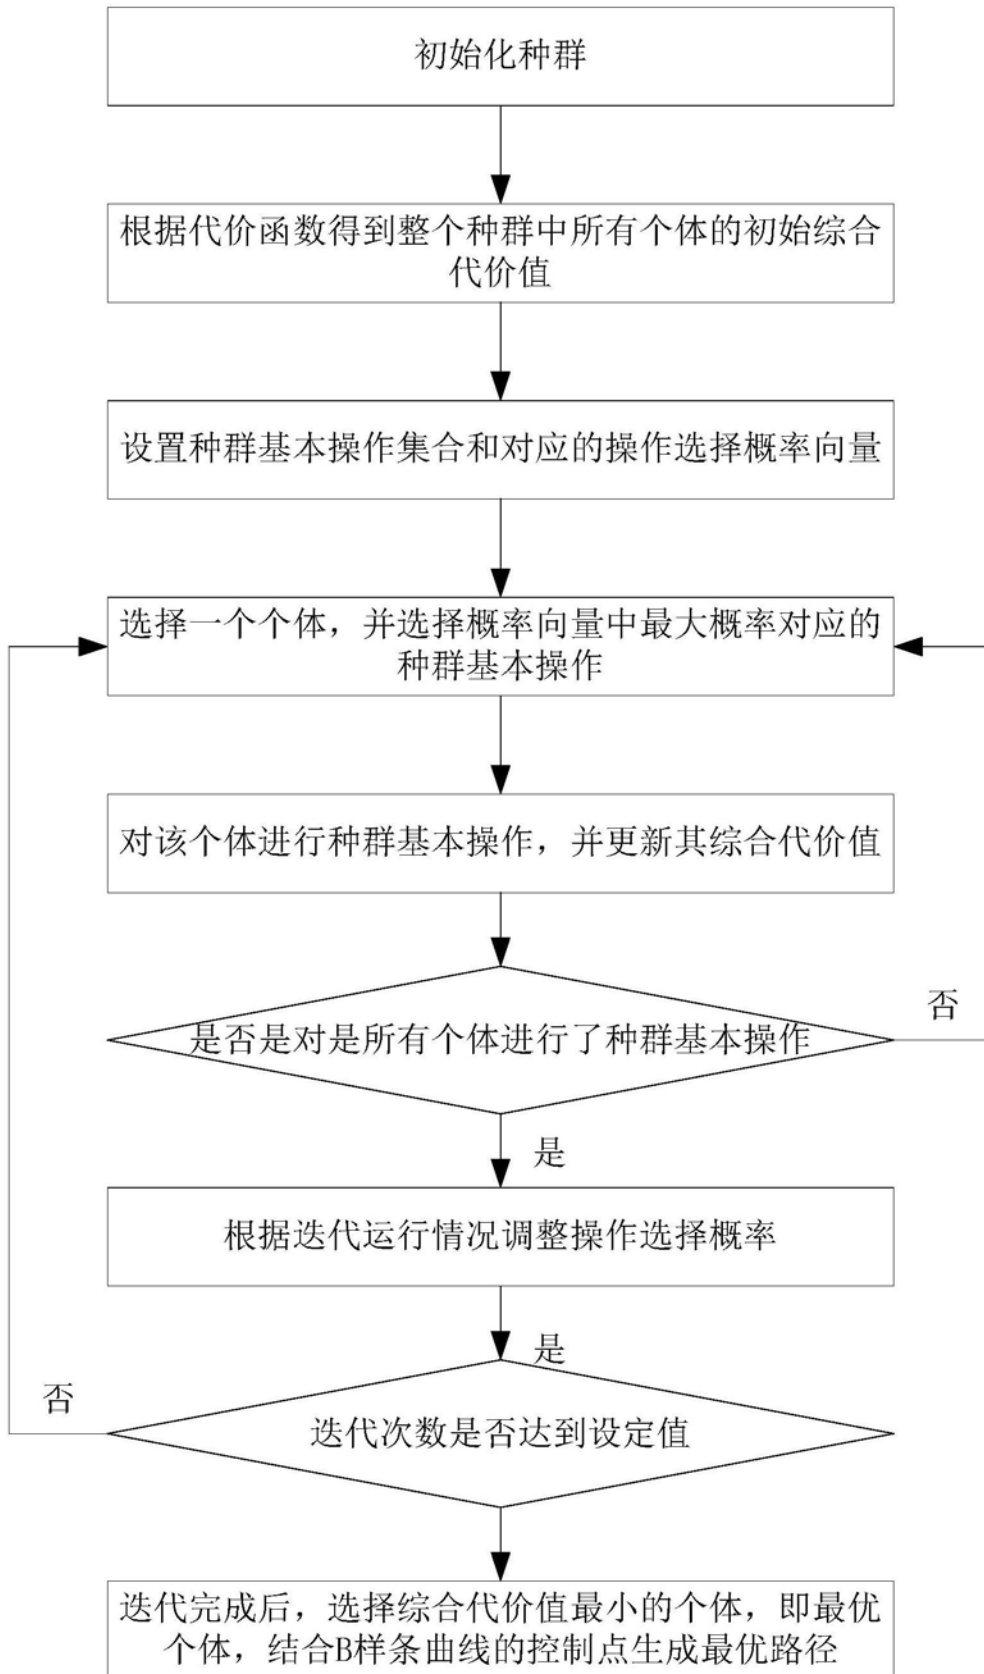 初始化种群
根据代价函数得到整个种群中所有个体的初始综合
代价值
设置种群基本操作集合和对应的操作选择概率向量
选择一个个体，并选择概率向量中最大概率对应的
种群基本操作
对该个体进行种群基本操作，并更新其综合代价值
是否是对是所有个体进行了种群基本操作
否
是
根据迭代运行情况调整操作选择概率
是
否
迭代次数是否达到设定值
迭代完成后，选择综合代价值最小的个体，即最优
个体，结合B样条曲线的控制点生成最优路径